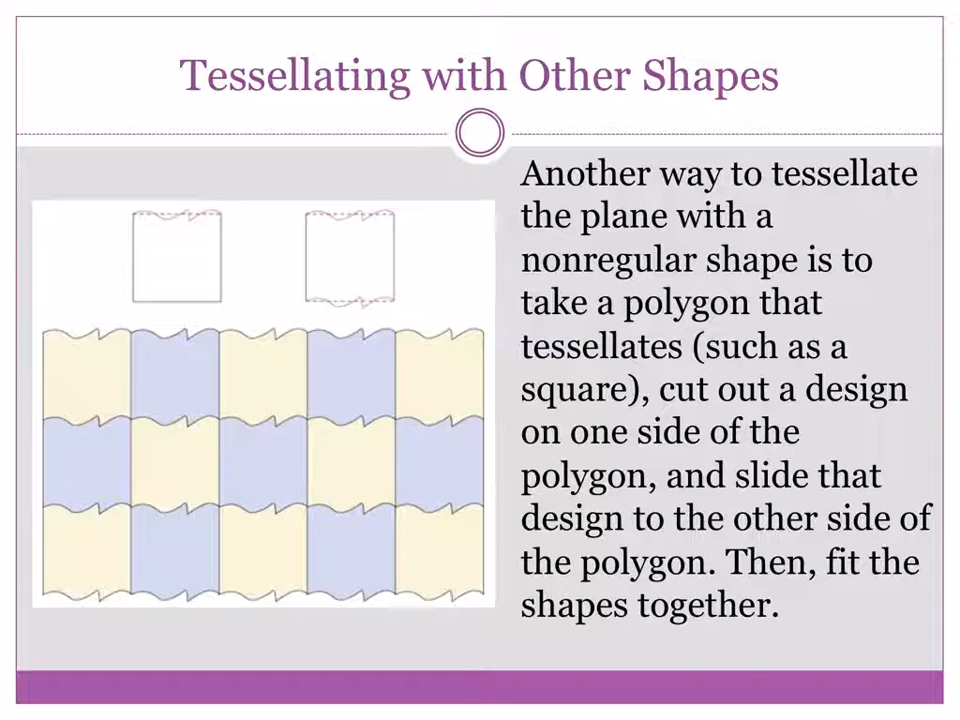 Tessellating with Other Shapes
Another way to tessellate
the plane with a
nonregular shape is to
take a polygon that
tessellates (such as a
square), cut out a design
on one side of the
polygon, and slide that
design to the other side of
the polygon. Then, fit the
shapes together.